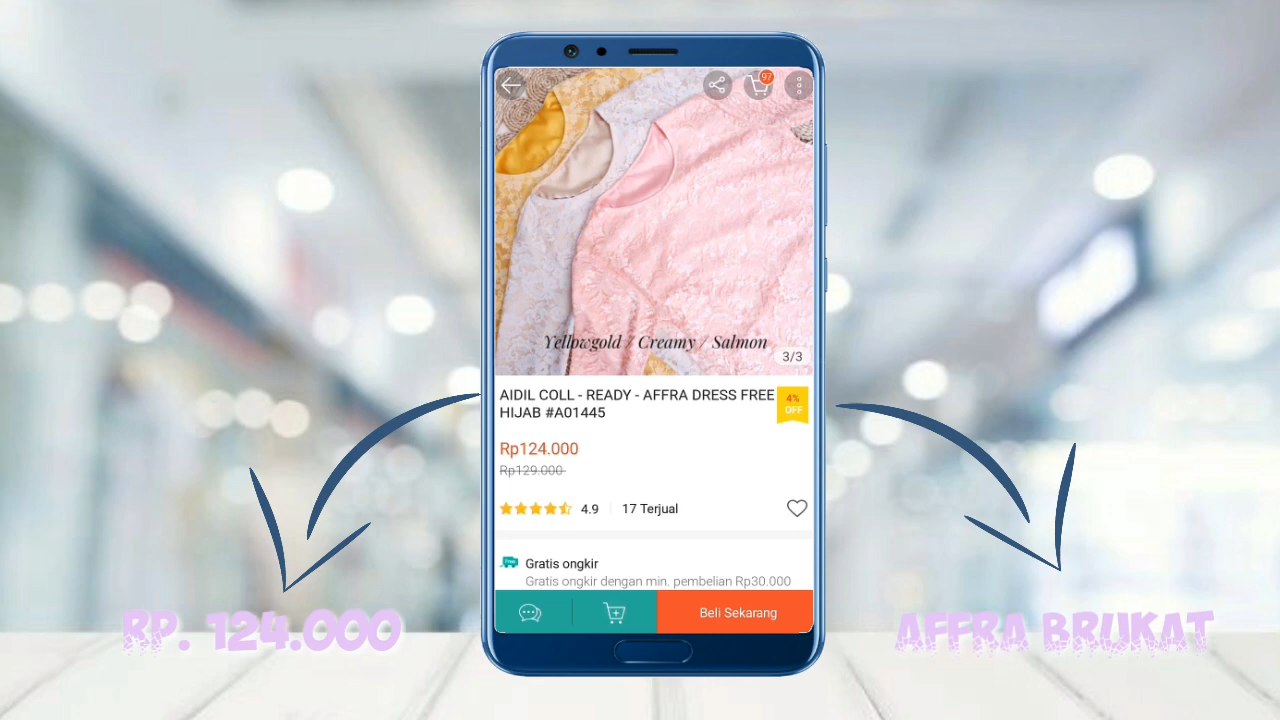 97
Yellowgold / Creamy / Salmon
3/3
AIDIL COLL - READY - AFFRA DRESS FREE
HIJAB #A01445
4%
OFF
Rp124.000
Rp129.000
4.9
17 Terjual
Gratis ongkir
Gratis ongkir dengan min. pembelian Rp30.000
Beli Sekarang
RP. 124.000
AFFRA BRUKAT